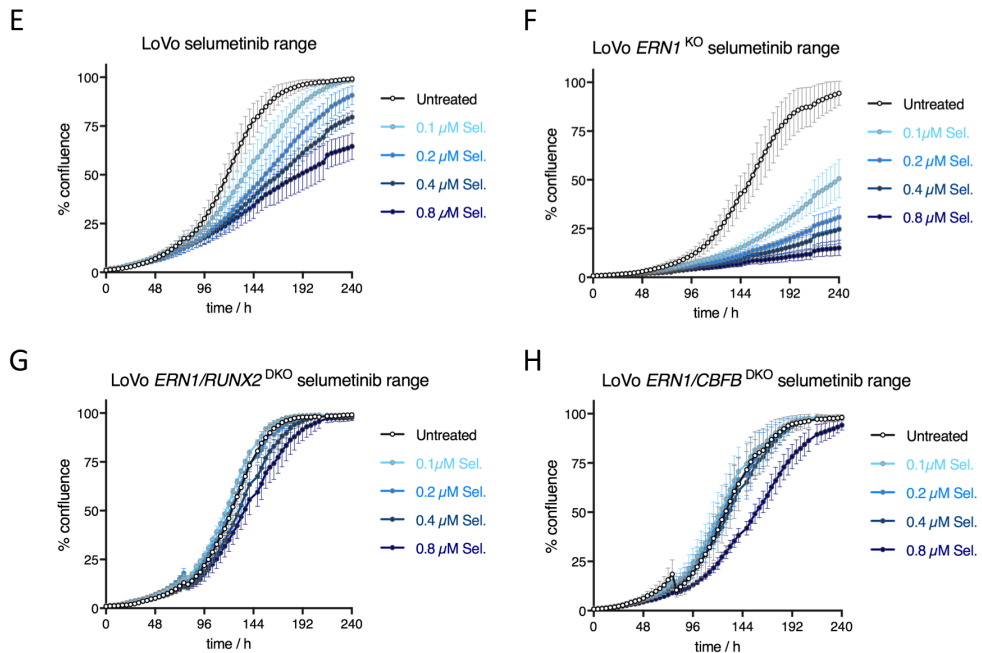 E
LoVo selumetinib range
100
75
50
25
0
% confluence
0 48 96 144 192 240
time / h
Untreated
0.1 µM Sel.
0.2 µM Sel.
0.4 µM Sel.
0.8 µM Sel.
F
LoVo ERN1 KO selumetinib range
100
75
50
25
0
% confluence
0 48 96 144 192 240
time / h
Untreated
0.1µM Sel.
0.2 µM Sel.
0.4 µM Sel.
0.8 µM Sel.
G
LoVo ERN1/RUNX2 DKO selumetinib range
100
75
50
25
0
% confluence
0 48 96 144 192 240
time / h
Untreated
0.1µM Sel.
0.2 µM Sel.
0.4 µM Sel.
0.8 µM Sel.
H
LoVo ERN1/CBFB DKO selumetinib range
100
75
50
25
0
% confluence
0 48 96 144 192 240
time / h
Untreated
0.1µM Sel.
0.2 µM Sel.
0.4 µM Sel.
0.8 µM Sel.